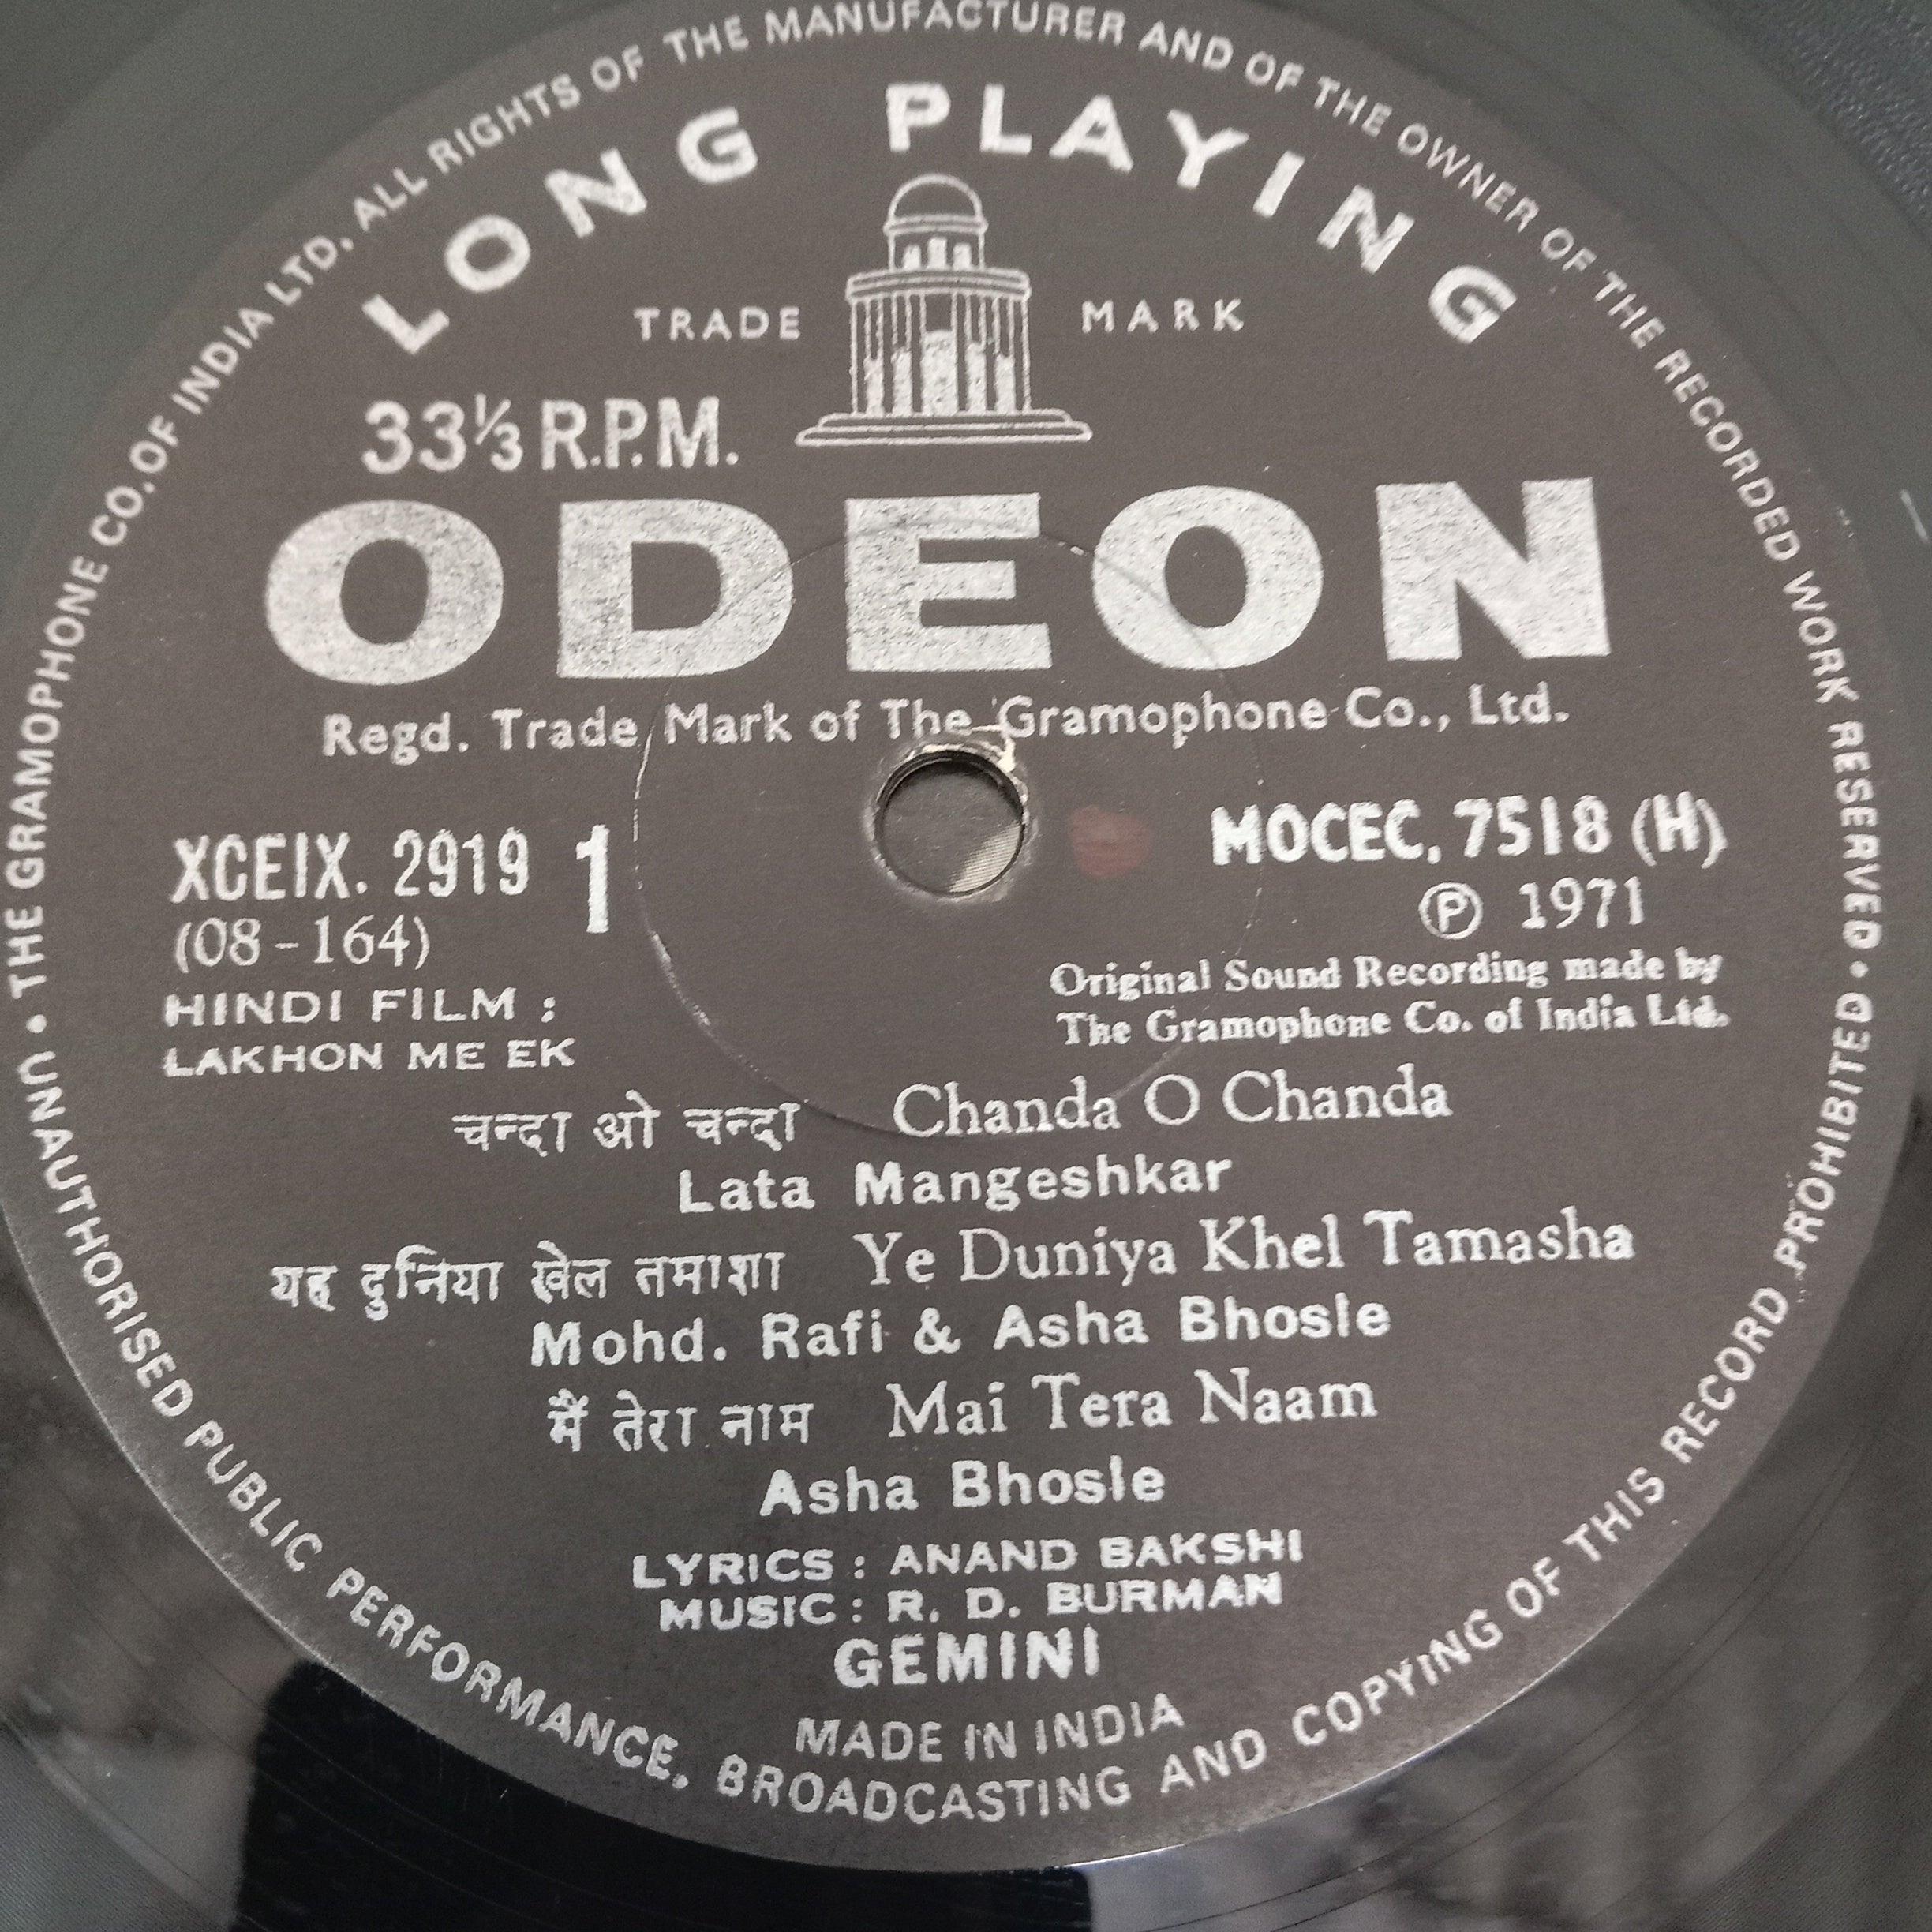 • THE GRAMOPHONE CO. OF INDIA LTD. ALL RIGHTS OF THE MANUFACTURER AND OF THE OWNER OF THE RECORDED WORK RESERVED •
LONG PLAYING
TRADE MARK
33⅓ R.P.M.
ODEON
Regd. Trade Mark of The Gramophone Co., Ltd.
XCEIX. 2919 1
(08-164)
MOCEC. 7518 (H)
Ⓟ 1971
Original Sound Recording made by
The Gramophone Co. of India Ltd.
HINDI FILM :
LAKHON ME EK
चन्दा ओ चन्दा Chanda O Chanda
Lata Mangeshkar
यह दुनिया खेल तमाशा Ye Duniya Khel Tamasha
Mohd. Rafi & Asha Bhosle
मैं तेरा नाम Mai Tera Naam
Asha Bhosle
LYRICS : ANAND BAKSHI
MUSIC : R. D. BURMAN
GEMINI
MADE IN INDIA
UNAUTHORISED PUBLIC PERFORMANCE, BROADCASTING AND COPYING OF THIS RECORD PROHIBITED